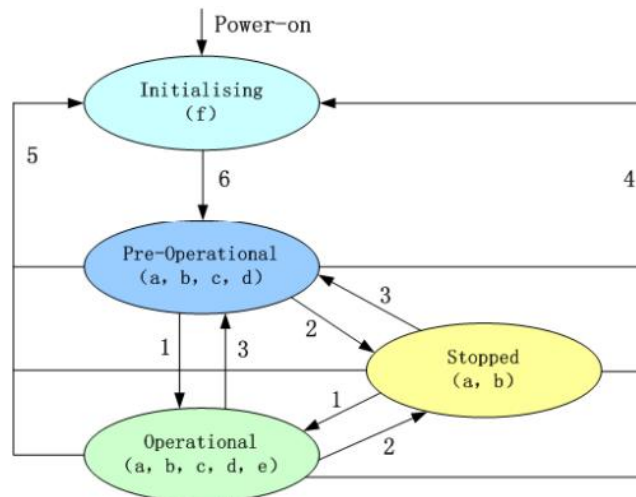 Power-on
Initialising
(f)
5
4
6
Pre-Operational
(a, b, c, d)
3
2
1
3
Stopped
(a, b)
1
Operational
(a, b, c, d, e)
2